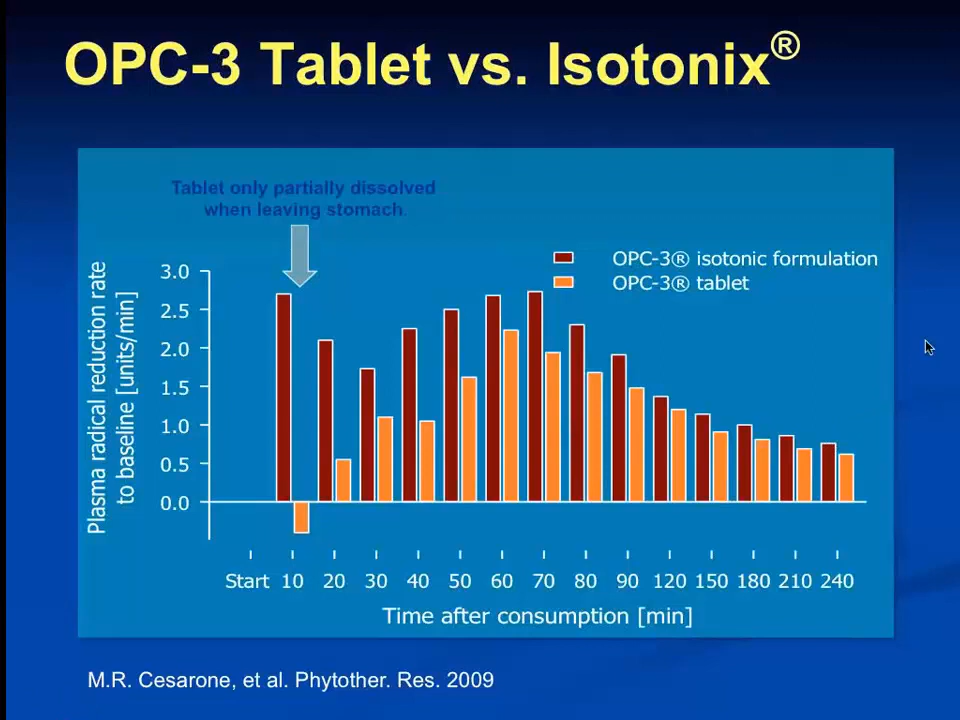 OPC-3 Tablet vs. Isotonix®
Tablet only partially dissolved
when leaving stomach.
OPC-3® isotonic formulation
OPC-3® tablet
Plasma radical reduction rate
to baseline [units/min]
3.0
2.5
2.0
1.5
1.0
0.5
0.0
Start 10 20 30 40 50 60 70 80 90 120 150 180 210 240
Time after consumption [min]
M.R. Cesarone, et al. Phytother. Res. 2009